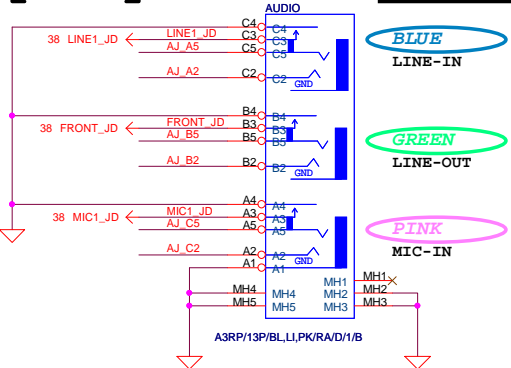 AUDIO
C4 C4
38 LINE1_JD LINE1_JD C3 C3
AJ_A5 C5 C5
AJ_A2 C2 C2
GND
BLUE
LINE-IN
B4 B4
38 FRONT_JD FRONT_JD B3 B3
AJ_B5 B5 B5
AJ_B2 B2 B2
GND
GREEN
LINE-OUT
A4 A4
38 MIC1_JD MIC1_JD A3 A3
AJ_C5 A5 A5
AJ_C2 A2 A2
GND
A1 A1
PINK
MIC-IN
MH1 MH1
MH4 MH4 MH2 MH2
MH5 MH5 MH3 MH3
A3RP/13P/BL,LI,PK/RA/D/1/B